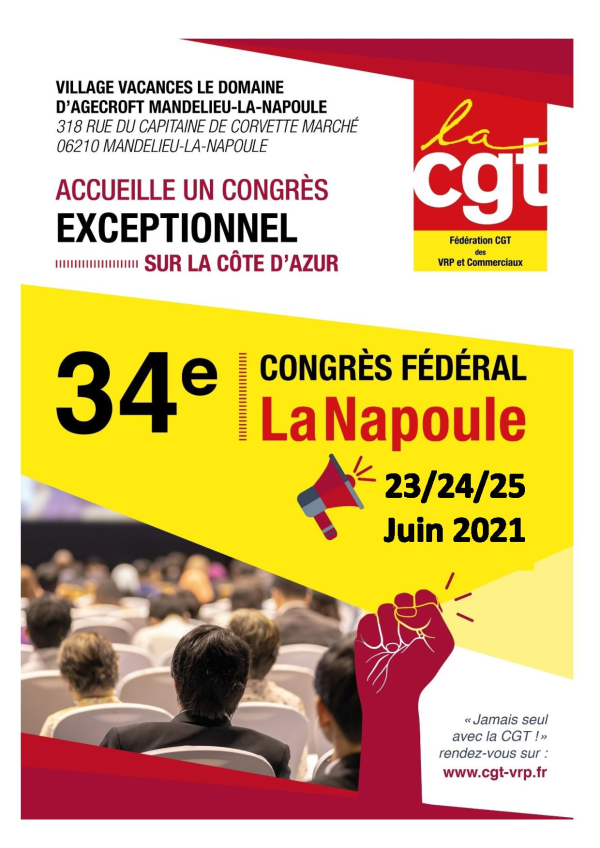 VILLAGE VACANCES LE DOMAINE
D'AGECROFT MANDELIEU-LA-NAPOULE
318 RUE DU CAPITAINE DE CORVETTE MARCHÉ
06210 MANDELIEU-LA-NAPOULE
ACCUEILLE UN CONGRÈS
EXCEPTIONNEL
SUR LA CÔTE D'AZUR
la
cgt
Fédération CGT
des
VRP et Commerciaux
34e
CONGRÈS FÉDÉRAL
La Napoule
23/24/25
Juin 2021
«Jamais seul
avec la CGT !»
rendez-vous sur :
www.cgt-vrp.fr